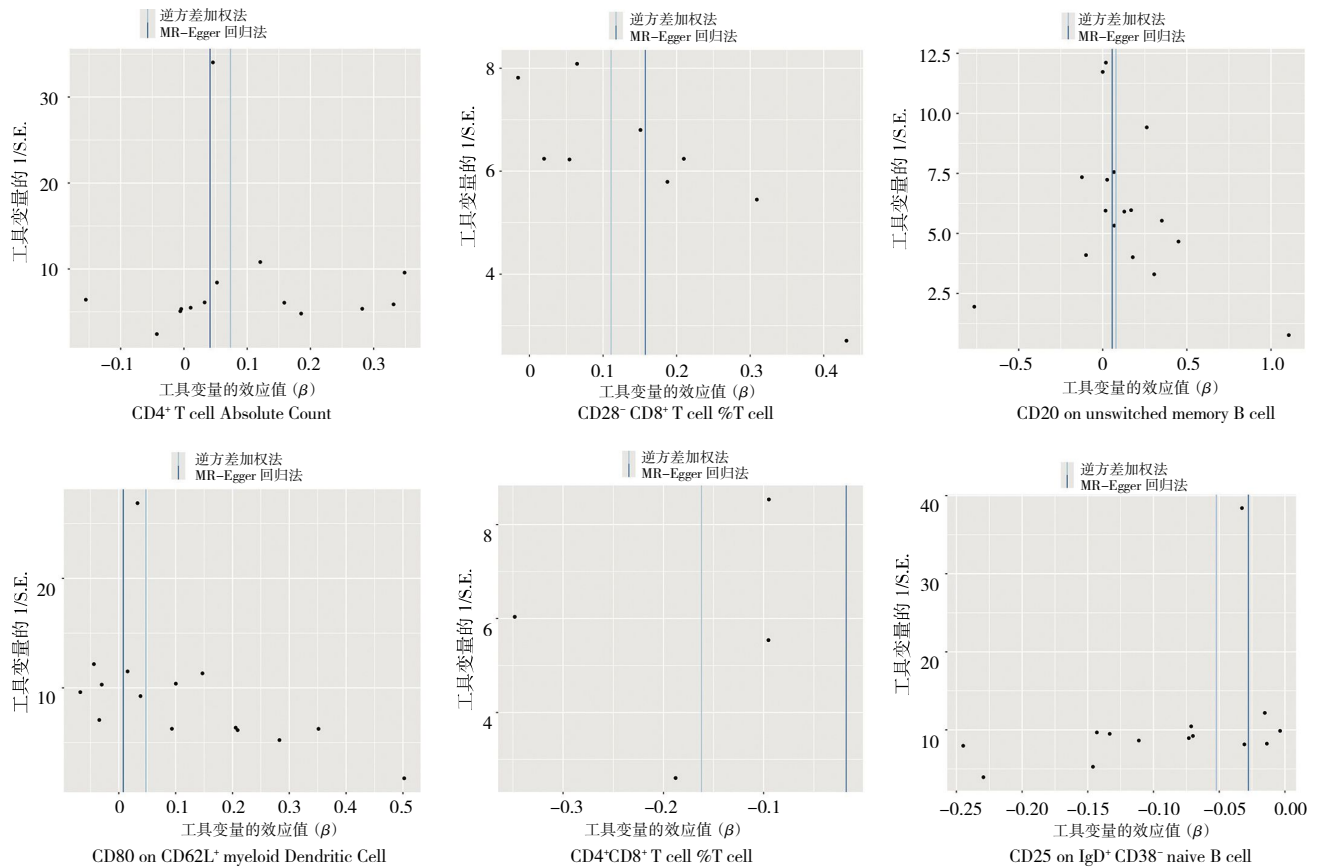 逆方差加权法
MR-Egger 回归法
工具变量的 1/S.E.
30
20
10
-0.1 0 0.1 0.2 0.3
工具变量的效应值 (β)
CD4⁺ T cell Absolute Count
逆方差加权法
MR-Egger 回归法
工具变量的 1/S.E.
8
6
4
0 0.1 0.2 0.3 0.4
工具变量的效应值 (β)
CD28⁻ CD8⁺ T cell %T cell
逆方差加权法
MR-Egger 回归法
工具变量的 1/S.E.
12.5
10.0
7.5
5.0
2.5
-0.5 0 0.5 1.0
工具变量的效应值 (β)
CD20 on unswitched memory B cell
逆方差加权法
MR-Egger 回归法
工具变量的 1/S.E.
20
10
0 0.1 0.2 0.3 0.4 0.5
工具变量的效应值 (β)
CD80 on CD62L⁺ myeloid Dendritic Cell
逆方差加权法
MR-Egger 回归法
工具变量的 1/S.E.
8
6
4
-0.3 -0.2 -0.1
工具变量的效应值 (β)
CD4⁺CD8⁺ T cell %T cell
逆方差加权法
MR-Egger 回归法
工具变量的 1/S.E.
40
30
20
10
-0.25 -0.20 -0.15 -0.10 -0.05 0.00
工具变量的效应值 (β)
CD25 on IgD⁺ CD38⁻ naive B cell